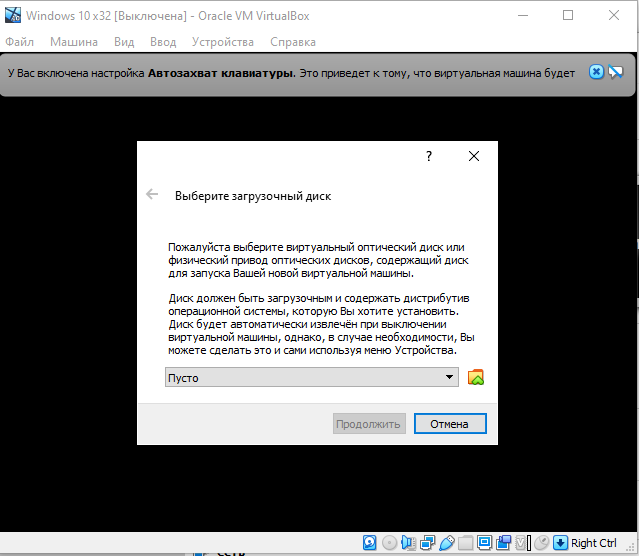 Windows 10 x32 [Выключена] - Oracle VM VirtualBox
Файл Машина Вид Ввод Устройства Справка
У Вас включена настройка Автозахват клавиатуры. Это приведет к тому, что виртуальная машина будет
?
Выберите загрузочный диск
Пожалуйста выберите виртуальный оптический диск или
физический привод оптических дисков, содержащий диск
для запуска Вашей новой виртуальной машины.
Диск должен быть загрузочным и содержать дистрибутив
операционной системы, которую Вы хотите установить.
Диск будет автоматически извлечён при выключении
виртуальной машины, однако, в случае необходимости, Вы
можете сделать это и сами используя меню Устройства.
Пусто
Продолжить Отмена
Right Ctrl